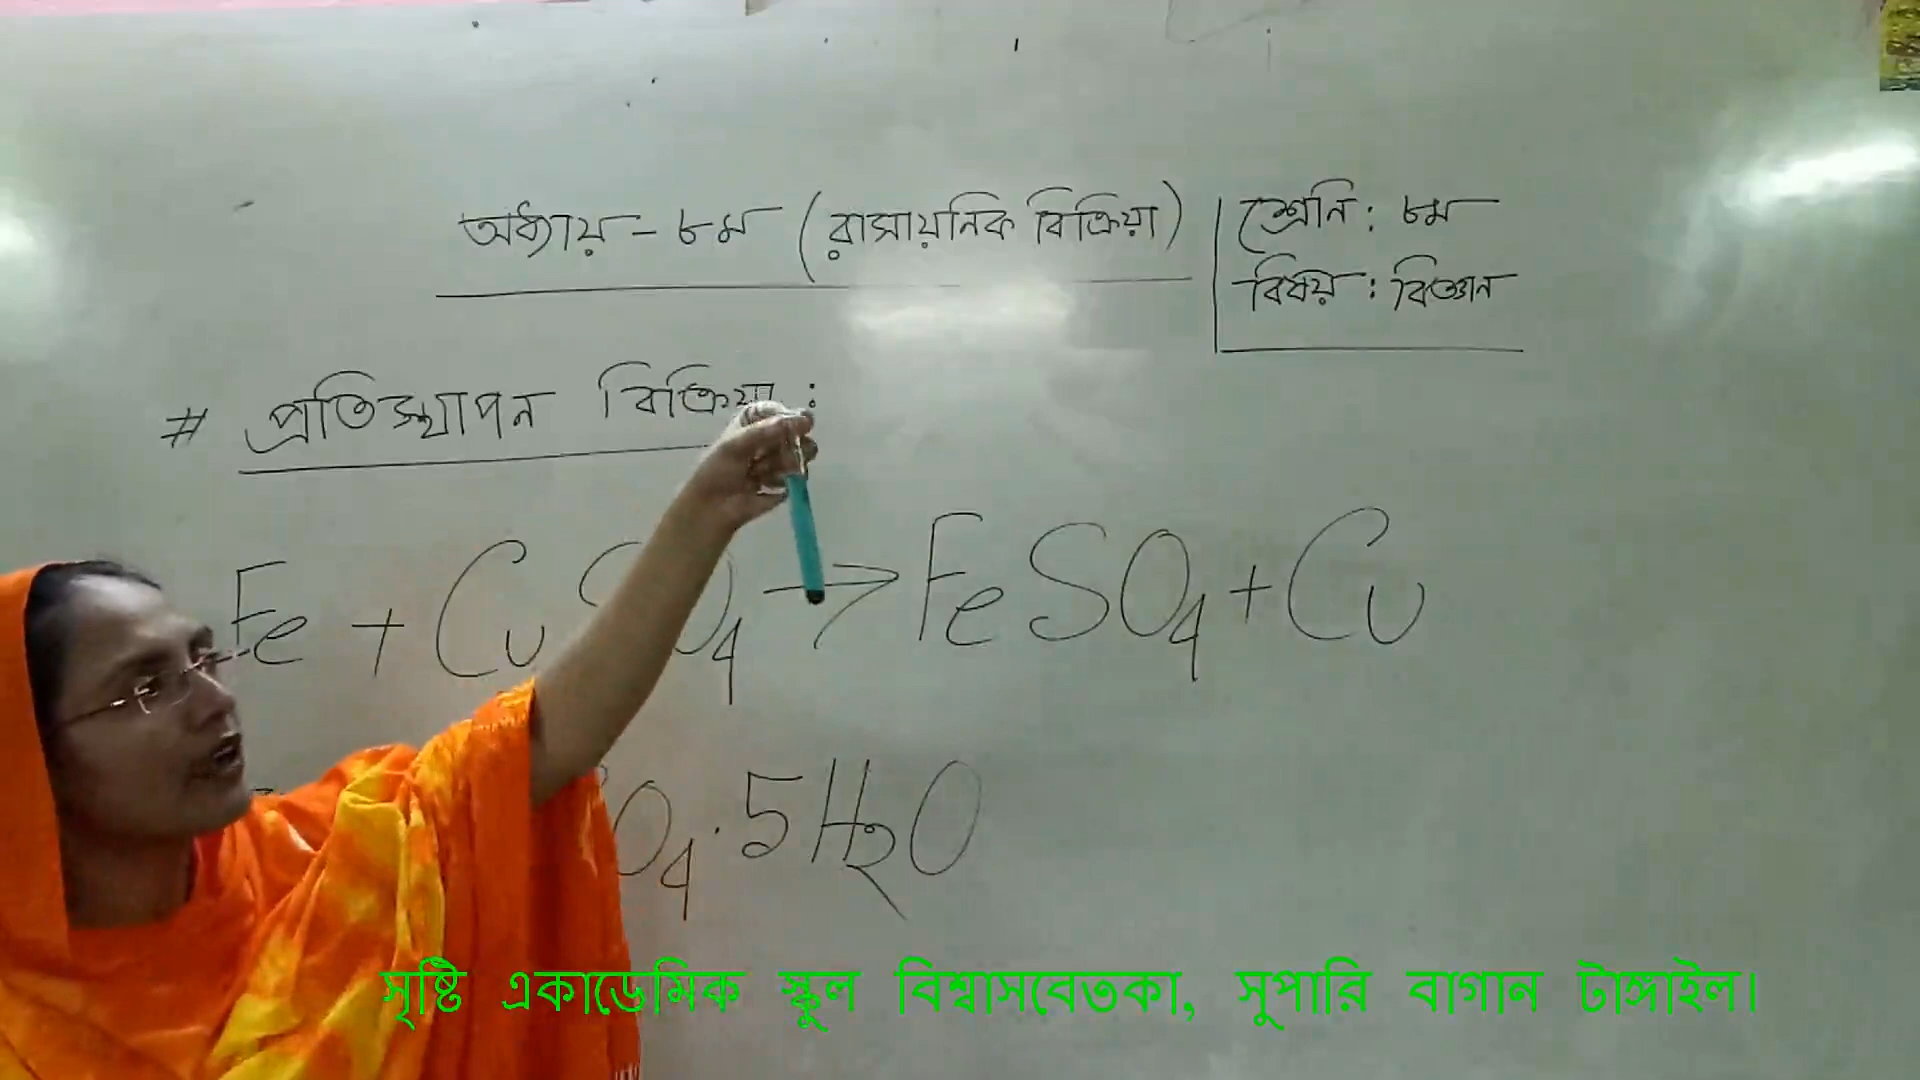 অধ্যায় - ৮ম (রাসায়নিক বিক্রিয়া)
শ্রেনি : ৮ম
বিষয় : বিজ্ঞান
# প্রতিস্থাপন বিক্রিয়া :
Fe + CuSO4 → FeSO4 + Cu
O4 . 5H2O
সৃষ্টি একাডেমিক স্কুল বিশ্বাসবেতকা, সুপারি বাগান টাঙ্গাইল।